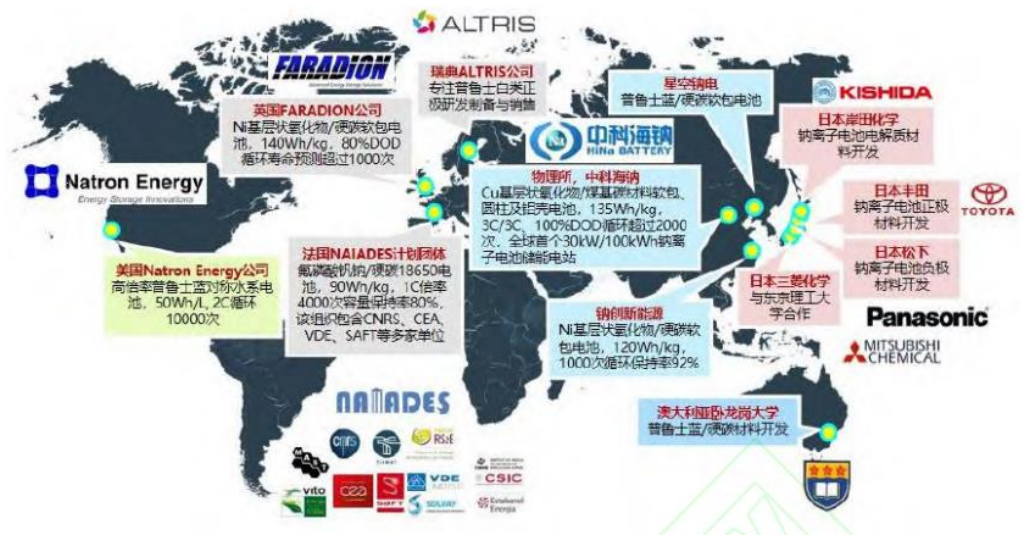 ALTRIS
FARADION
Advanced Energy Storage Solutions
瑞典ALTRIS公司
专注普鲁士白类正
极研发制备与销售
英国FARADION公司
Ni基层状氧化物/硬碳软包电
池，140Wh/kg，80%DOD
循环寿命预测超过1000次
星空钠电
普鲁士蓝/硬碳软包电池
KISHIDA
日本岸田化学
钠离子电池电解质材
料开发
中科海钠
HiNa BATTERY
物理所，中科海钠
Cu基层状氧化物/煤基碳材料软包、
圆柱及铝壳电池，135Wh/kg，
3C/3C、100%DOD循环超过2000
次，全球首个30kW/100kWh钠离
子电池储能电站
Natron Energy
Energy Storage Innovations
美国Natron Energy公司
高倍率普鲁士蓝对称水系电
池，50Wh/L，2C循环
10000次
法国NAIADES计划团体
氟磷酸钒钠/硬碳18650电
池，90Wh/kg，1C倍率
4000次容量保持率80%，
该组织包含CNRS、CEA、
VDE、SAFT等多家单位
日本丰田
钠离子电池正极
材料开发
TOYOTA
日本松下
钠离子电池负极
材料开发
日本三菱化学
与东京理工大
学合作
钠创新能源
Ni基层状氧化物/硬碳软
包电池，120Wh/kg，
1000次循环保持率92%
Panasonic
MITSUBISHI
CHEMICAL
澳大利亚卧龙岗大学
普鲁士蓝/硬碳材料开发
NAIADES
cnrs
RS2E
MAST
vito
cea
SAFT
VDE
SOLVAY
CSIC
Estabanell
Energia